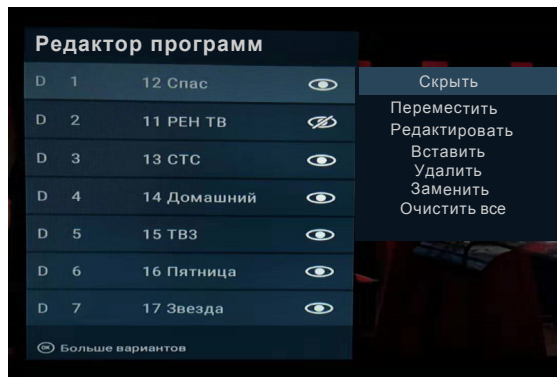 Редактор программ
D 1 12 Спас
D 2 11 РЕН ТВ
D 3 13 СТС
D 4 14 Домашний
D 5 15 ТВ3
D 6 16 Пятница
D 7 17 Звезда
OK Больше вариантов
Скрыть
Переместить
Редактировать
Вставить
Удалить
Заменить
Очистить все